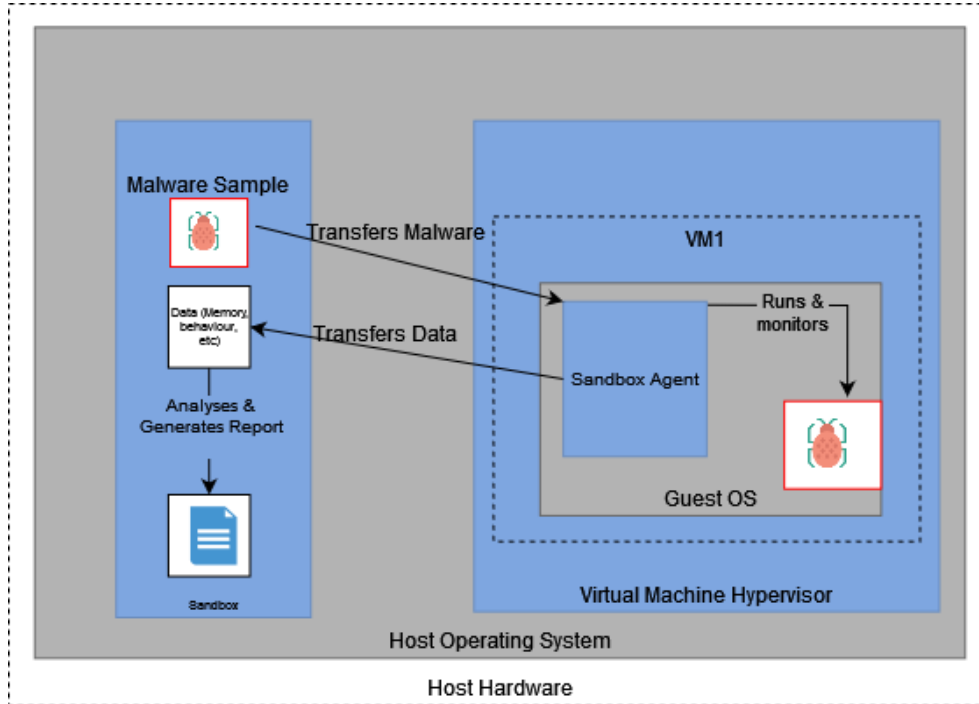 Malware Sample
Transfers Malware
Data (Memory,
behaviour,
etc)
Transfers Data
Analyses &
Generates Report
Sandbox
VM1
Runs &
monitors
Sandbox Agent
Guest OS
Virtual Machine Hypervisor
Host Operating System
Host Hardware